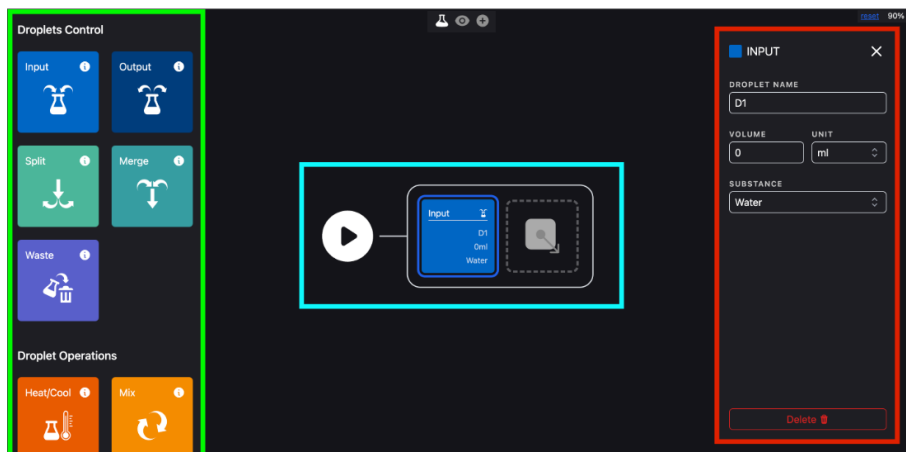 Droplets Control
Input
Output
Split
Merge
Waste
Droplet Operations
Heat/Cool
Mix
Input
D1
0ml
Water
reset 90%
INPUT
DROPLET NAME
D1
VOLUME UNIT
0 ml
SUBSTANCE
Water
Delete